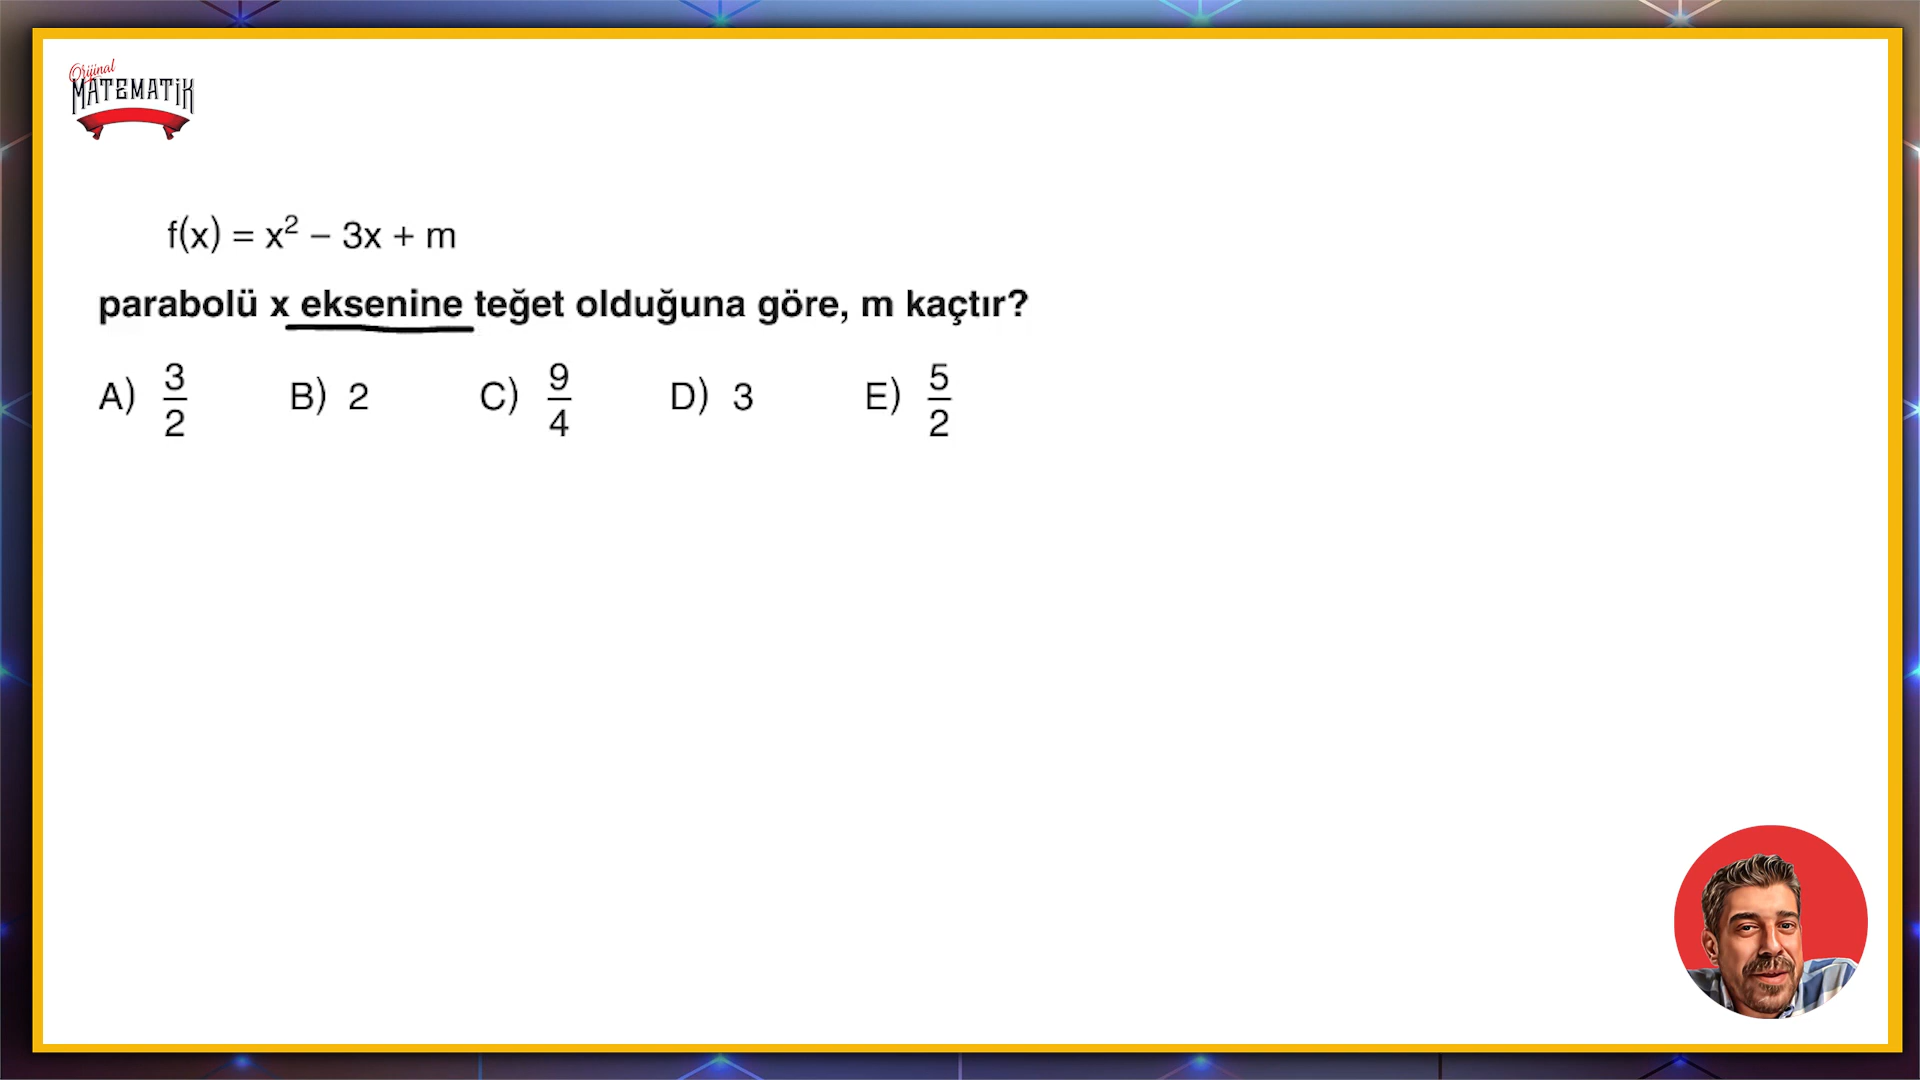 Orijinal
MATEMATİK
f(x) = x² – 3x + m
parabolü x eksenine teğet olduğuna göre, m kaçtır?
A) 3/2 B) 2 C) 9/4 D) 3 E) 5/2